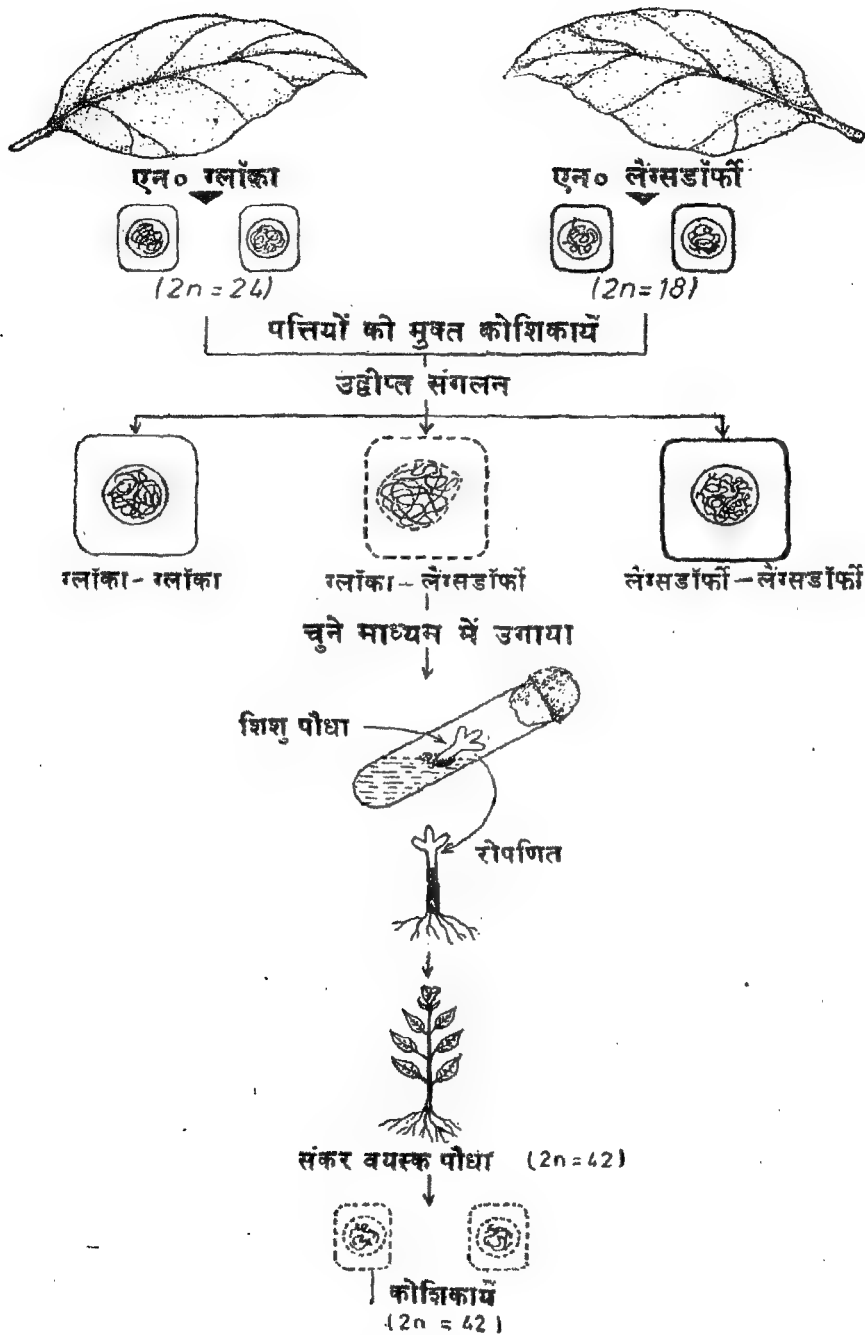 एन० ग्लॉका
एन० लैंग्सडॉर्फी
(2n=24)
(2n=18)
पत्तियों की मुक्त कोशिकायें
उद्दीप्त संगलन
ग्लॉका-ग्लॉका
ग्लॉका-लैंग्सडॉर्फी
लैंग्सडॉर्फी-लैंग्सडॉर्फी
चुने माध्यम में उगाया
शिशु पौधा
रोपणित
संकर वयस्क पौधा (2n=42)
कोशिकायें
(2n = 42)